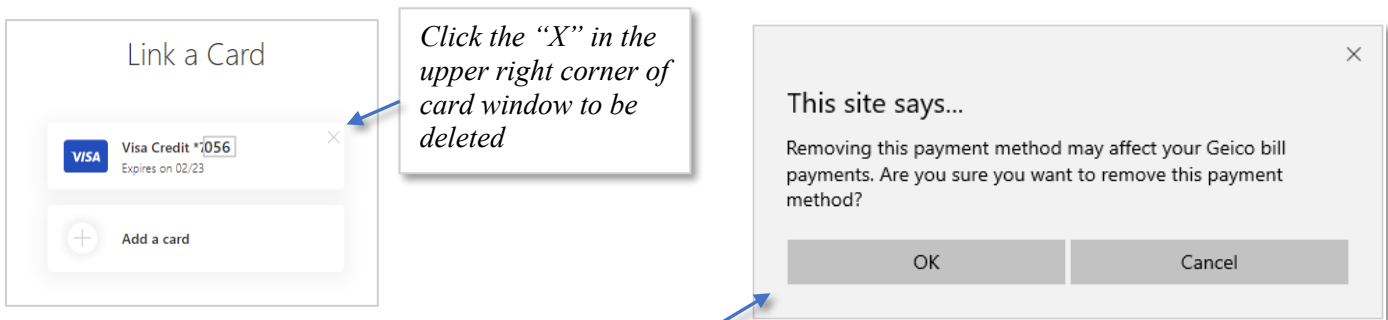 Link a Card
VISA
Visa Credit *7056
Expires on 02/23
Add a card
Click the “X” in the
upper right corner of
card window to be
deleted
This site says...
Removing this payment method may affect your Geico bill
payments. Are you sure you want to remove this payment
method?
OK
Cancel